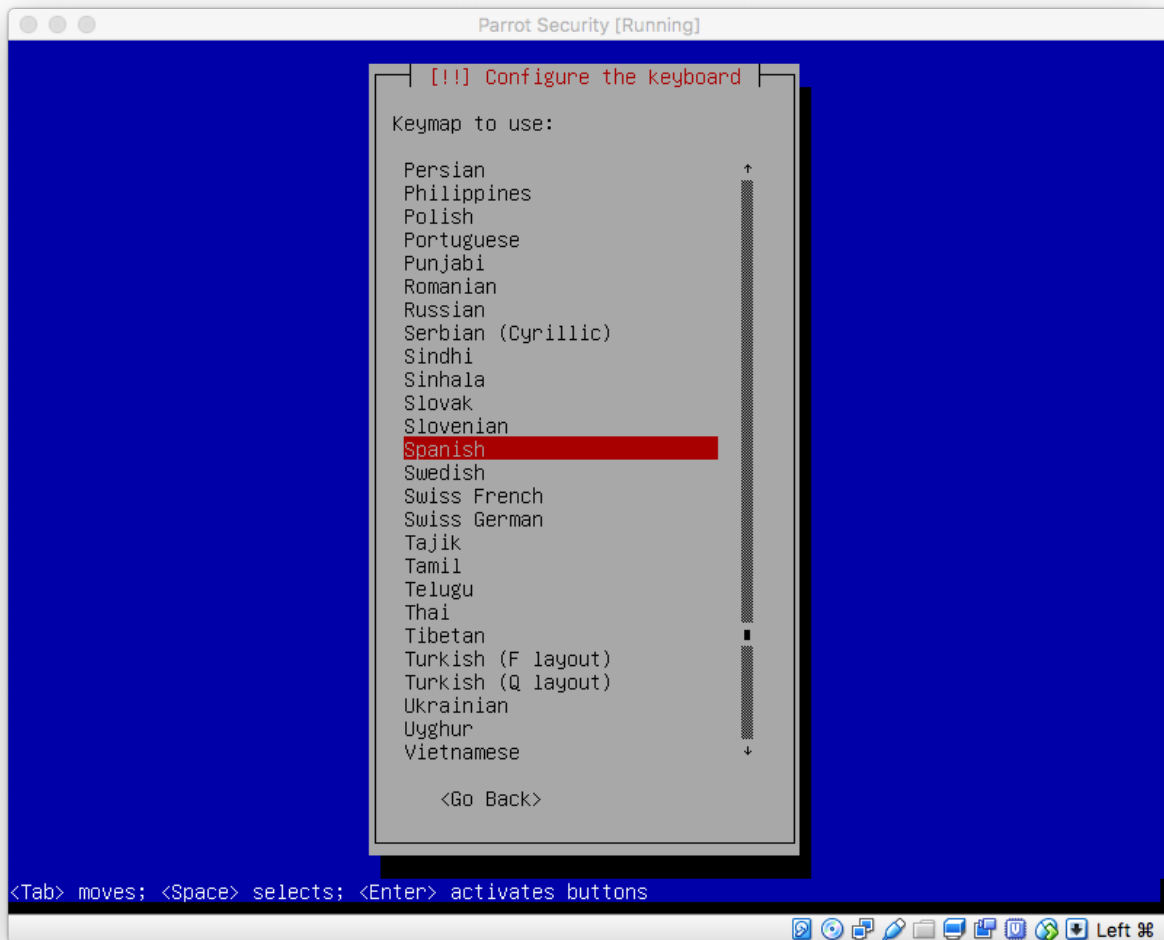 Parrot Security [Running]
[!!] Configure the keyboard
Keymap to use:
Persian
Philippines
Polish
Portuguese
Punjabi
Romanian
Russian
Serbian (Cyrillic)
Sindhi
Sinhala
Slovak
Slovenian
Spanish
Swedish
Swiss French
Swiss German
Tajik
Tamil
Telugu
Thai
Tibetan
Turkish (F layout)
Turkish (Q layout)
Ukrainian
Uyghur
Vietnamese
<Go Back>
<Tab> moves; <Space> selects; <Enter> activates buttons
Left ⌘